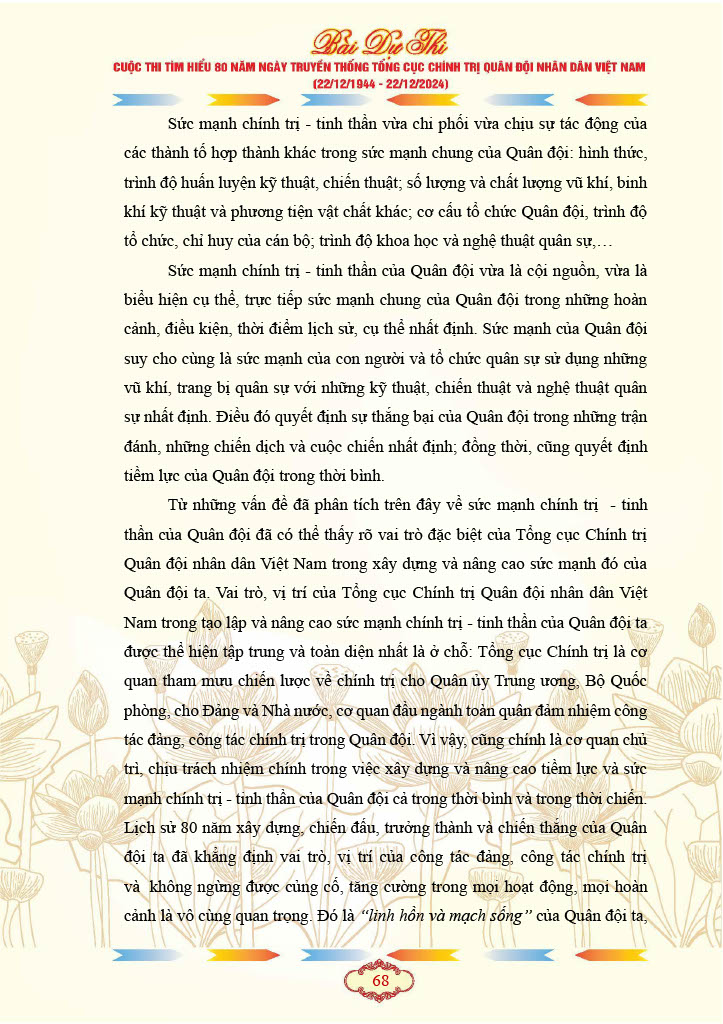 Bài Dự Thi
CUỘC THI TÌM HIỂU 80 NĂM NGÀY TRUYỀN THỐNG TỔNG CỤC CHÍNH TRỊ QUÂN ĐỘI NHÂN DÂN VIỆT NAM
(22/12/1944 - 22/12/2024)
Sức mạnh chính trị - tinh thần vừa chi phối vừa chịu sự tác động của
các thành tố hợp thành khác trong sức mạnh chung của Quân đội: hình thức,
trình độ huấn luyện kỹ thuật, chiến thuật; số lượng và chất lượng vũ khí, binh
khí kỹ thuật và phương tiện vật chất khác; cơ cấu tổ chức Quân đội, trình độ
tổ chức, chỉ huy của cán bộ; trình độ khoa học và nghệ thuật quân sự,…
Sức mạnh chính trị - tinh thần của Quân đội vừa là cội nguồn, vừa là
biểu hiện cụ thể, trực tiếp sức mạnh chung của Quân đội trong những hoàn
cảnh, điều kiện, thời điểm lịch sử, cụ thể nhất định. Sức mạnh của Quân đội
suy cho cùng là sức mạnh của con người và tổ chức quân sự sử dụng những
vũ khí, trang bị quân sự với những kỹ thuật, chiến thuật và nghệ thuật quân
sự nhất định. Điều đó quyết định sự thắng bại của Quân đội trong những trận
đánh, những chiến dịch và cuộc chiến nhất định; đồng thời, cũng quyết định
tiềm lực của Quân đội trong thời bình.
Từ những vấn đề đã phân tích trên đây về sức mạnh chính trị - tinh
thần của Quân đội đã có thể thấy rõ vai trò đặc biệt của Tổng cục Chính trị
Quân đội nhân dân Việt Nam trong xây dựng và nâng cao sức mạnh đó của
Quân đội ta. Vai trò, vị trí của Tổng cục Chính trị Quân đội nhân dân Việt
Nam trong tạo lập và nâng cao sức mạnh chính trị - tinh thần của Quân đội ta
được thể hiện tập trung và toàn diện nhất là ở chỗ: Tổng cục Chính trị là cơ
quan tham mưu chiến lược về chính trị cho Quân ủy Trung ương, Bộ Quốc
phòng, cho Đảng và Nhà nước, cơ quan đầu ngành toàn quân đảm nhiệm công
tác đảng, công tác chính trị trong Quân đội. Vì vậy, cũng chính là cơ quan chủ
trì, chịu trách nhiệm chính trong việc xây dựng và nâng cao tiềm lực và sức
mạnh chính trị - tinh thần của Quân đội cả trong thời bình và trong thời chiến.
Lịch sử 80 năm xây dựng, chiến đấu, trưởng thành và chiến thắng của Quân
đội ta đã khẳng định vai trò, vị trí của công tác đảng, công tác chính trị
và không ngừng được củng cố, tăng cường trong mọi hoạt động, mọi hoàn
cảnh là vô cùng quan trọng. Đó là “linh hồn và mạch sống” của Quân đội ta,
68